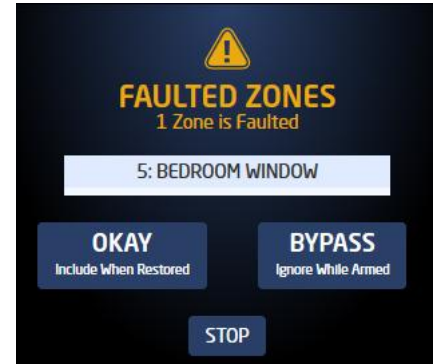 FAULTED ZONES
1 Zone is Faulted
5: BEDROOM WINDOW
OKAY
Include When Restored
BYPASS
Ignore While Armed
STOP